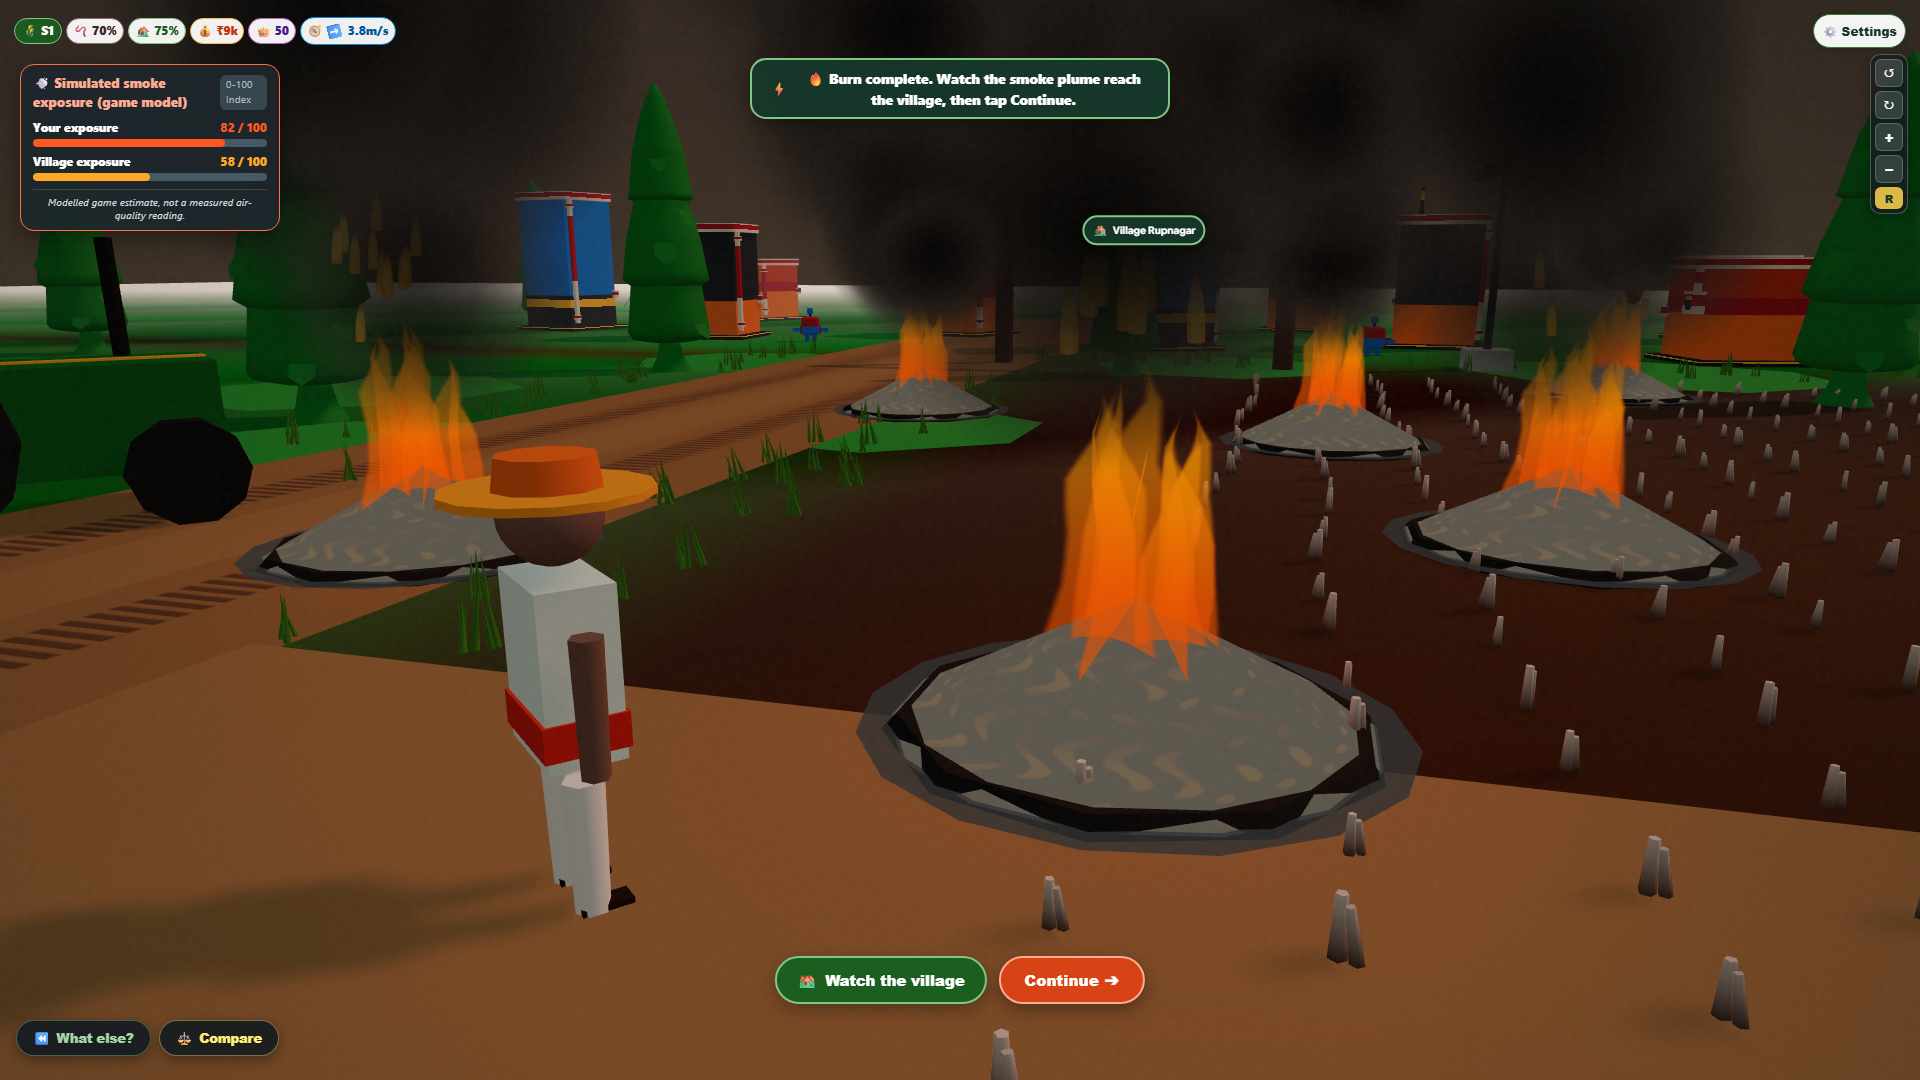 S1
70%
75%
₹9k
50
3.8m/s
Settings
Simulated smoke
exposure (game model)
0-100
Index
Your exposure
82 / 100
Village exposure
58 / 100
Modelled game estimate, not a measured air-
quality reading.
Burn complete. Watch the smoke plume reach
the village, then tap Continue.
↺
↻
+
−
R
Village Rupnagar
Watch the village
Continue ➔
What else?
Compare